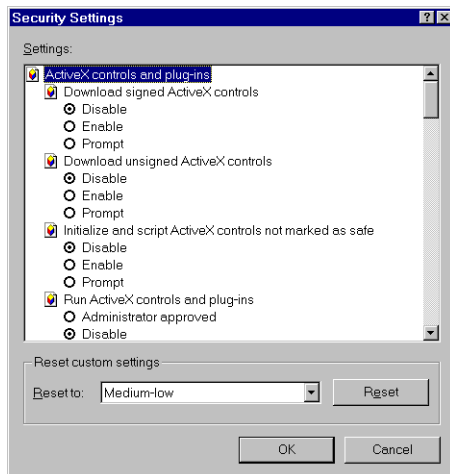 Security Settings
Settings:
ActiveX controls and plug-ins
Download signed ActiveX controls
Disable
Enable
Prompt
Download unsigned ActiveX controls
Disable
Enable
Prompt
Initialize and script ActiveX controls not marked as safe
Disable
Enable
Prompt
Run ActiveX controls and plug-ins
Administrator approved
Disable
Reset custom settings
Reset to: Medium-low Reset
OK Cancel